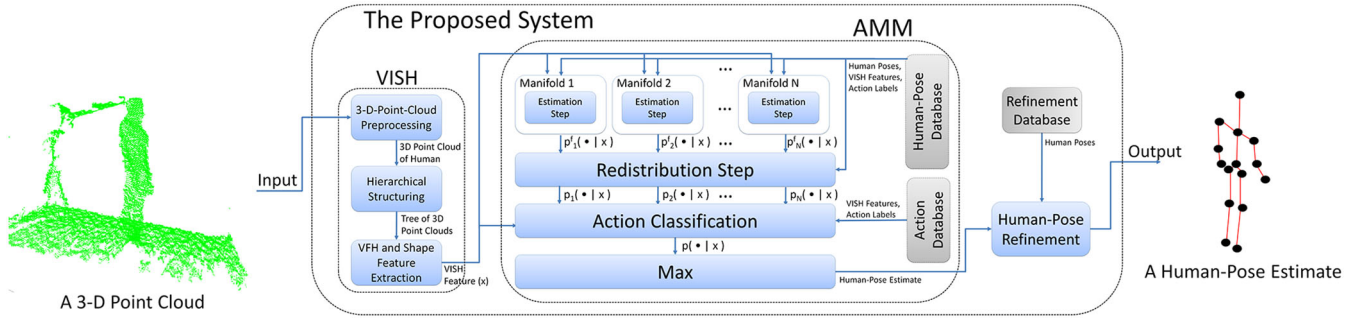 The Proposed System
AMM
VISH
3-D-Point-Cloud
Preprocessing
3D Point Cloud
of Human
Hierarchical
Structuring
Tree of 3D
Point Clouds
VFH and Shape
Feature
Extraction
VISH
Feature (x)
Input
A 3-D Point Cloud
Manifold 1
Estimation
Step
Manifold 2
Estimation
Step
...
...
Manifold N
Estimation
Step
Human Poses,
VISH Features,
Action Labels
Human-Pose
Database
pᶠ₁( • | x )
pᶠ₂( • | x )
...
pᶠN( • | x )
Redistribution Step
p₁( • | x )
p₂( • | x )
...
pN( • | x )
Action Classification
VISH Features,
Action Labels
Action
Database
p( • | x )
Max
Human-Pose Estimate
Refinement
Database
Human Poses
Human-Pose
Refinement
Output
A Human-Pose Estimate